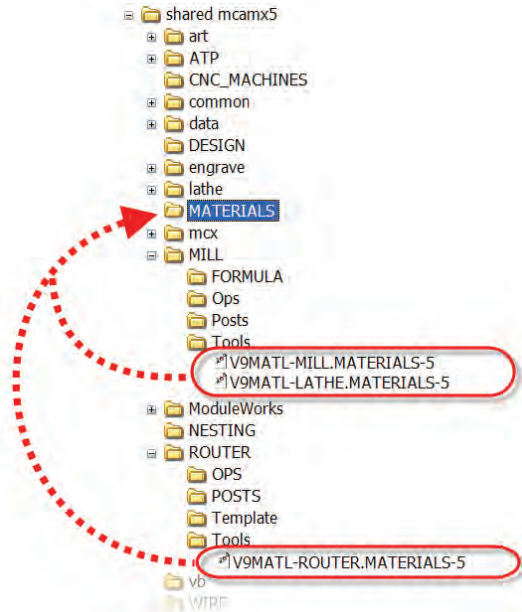 shared mcamx5
art
ATP
CNC_MACHINES
common
data
DESIGN
engrave
lathe
MATERIALS
mcx
MILL
FORMULA
Ops
Posts
Tools
V9MATL-MILL.MATERIALS-5
V9MATL-LATHE.MATERIALS-5
ModuleWorks
NESTING
ROUTER
OPS
POSTS
Template
Tools
V9MATL-ROUTER.MATERIALS-5
vb
WIRE